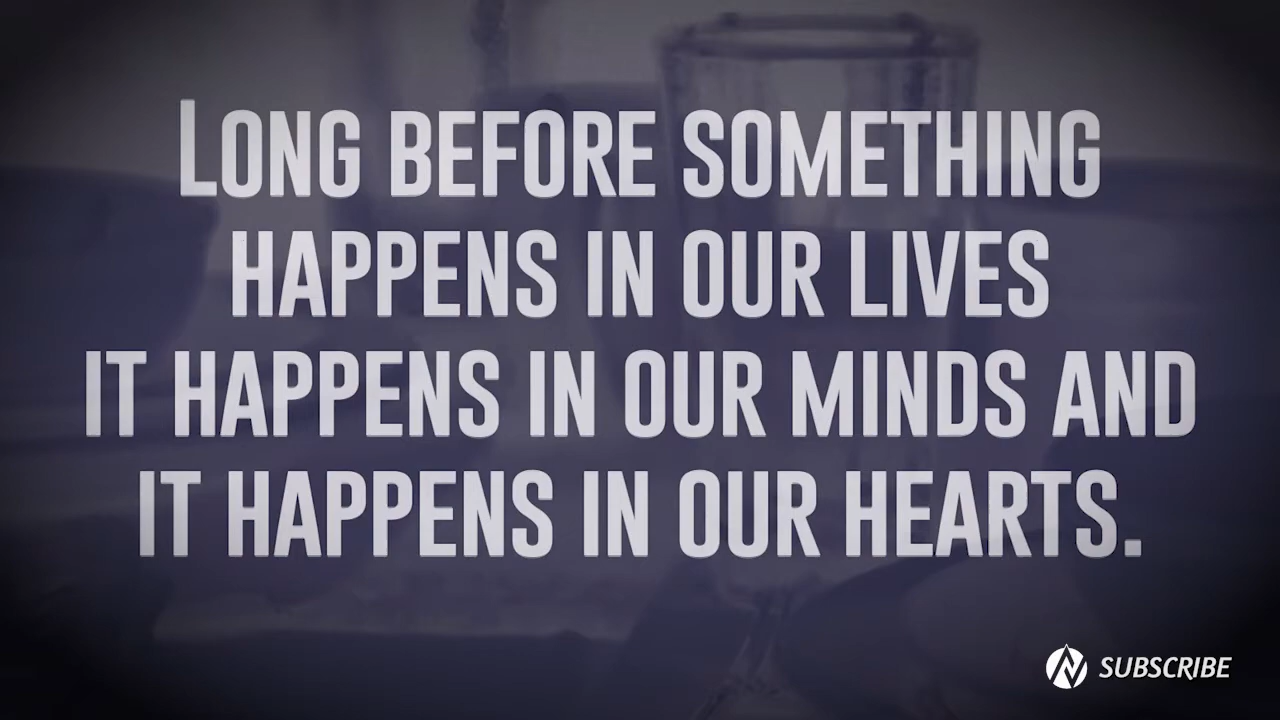 LONG BEFORE SOMETHING
HAPPENS IN OUR LIVES
IT HAPPENS IN OUR MINDS AND
IT HAPPENS IN OUR HEARTS.
SUBSCRIBE